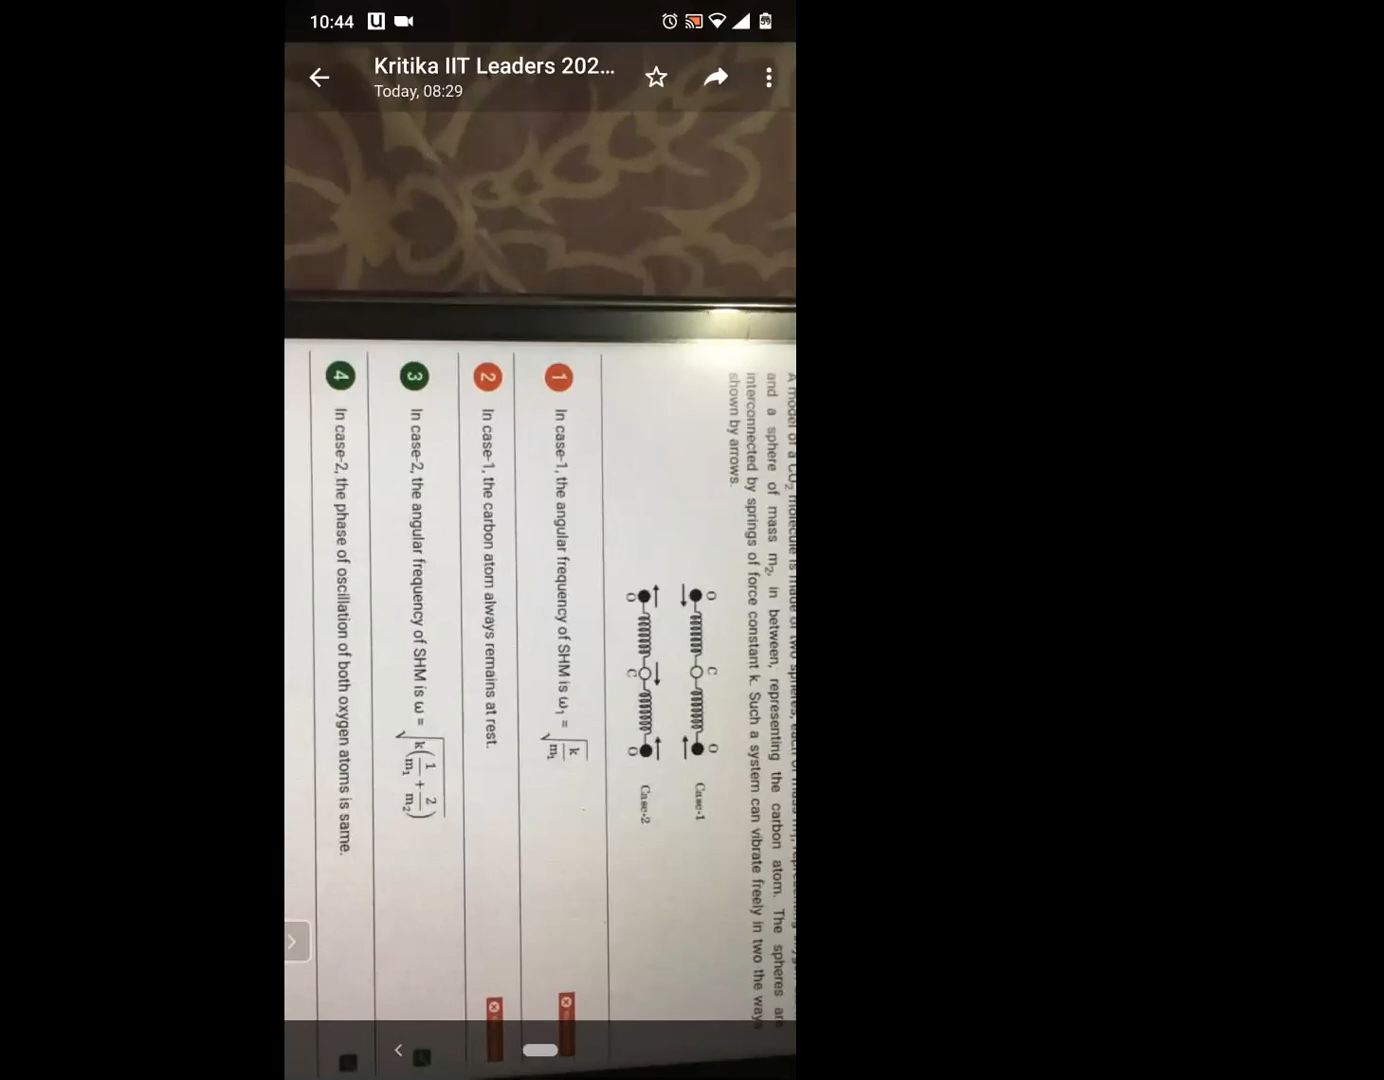 10:44
Kritika IIT Leaders 202...
Today, 08:29
and a sphere of mass m₂, in between, representing the carbon atom. The spheres are
interconnected by springs of force constant k. Such a system can vibrate freely in two the ways
shown by arrows.
O C O Case-1
O C O Case-2
1 In case-1, the angular frequency of SHM is ω₁ = √(k/m₁)
2 In case-1, the carbon atom always remains at rest.
3 In case-2, the angular frequency of SHM is ω = √(k(1/m₁ + 2/m₂))
4 In case-2, the phase of oscillation of both oxygen atoms is same.